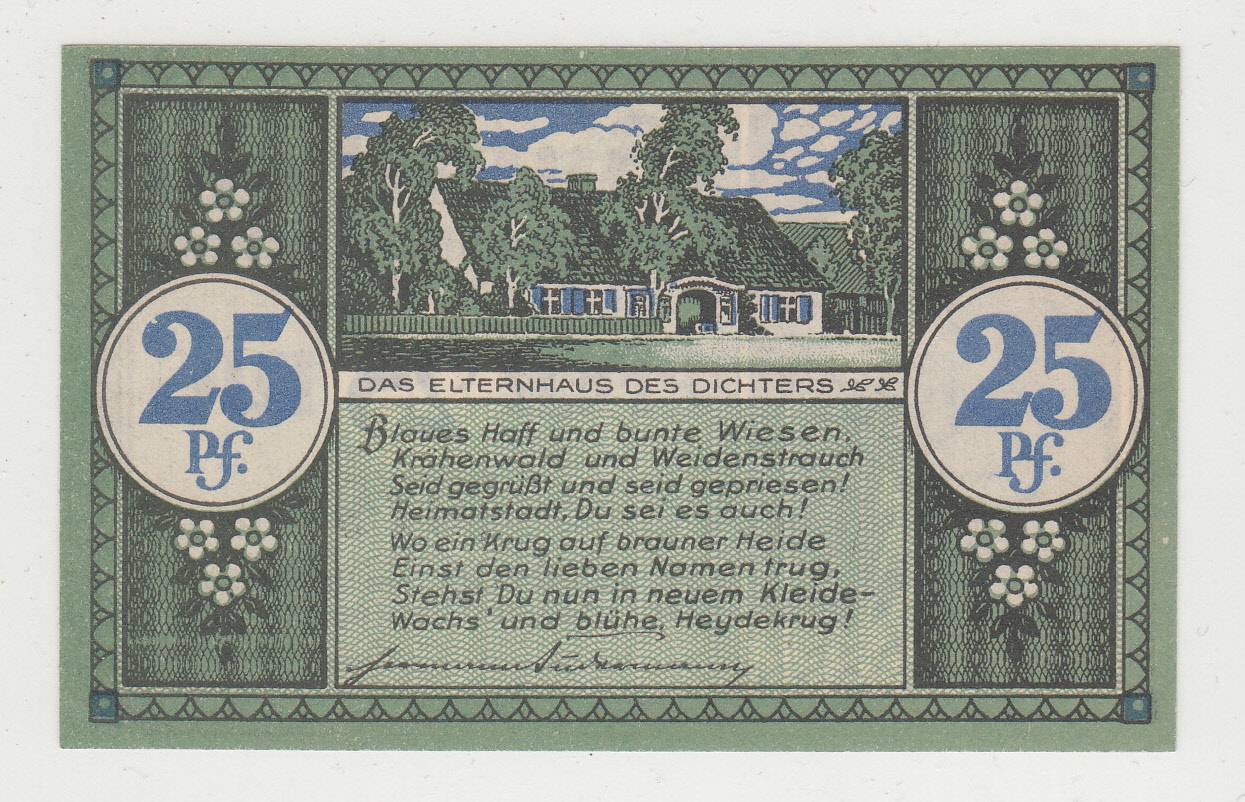 25
Pf.
DAS ELTERNHAUS DES DICHTERS
25
Pf.
Blaues Haff und bunte Wiesen,
Krähenwald und Weidenstrauch
Seid gegrüßt und seid gepriesen!
Heimatstadt, Du sei es auch!
Wo ein Krug auf brauner Heide
Einst den lieben Namen trug,
Stehst Du nun in neuem Kleide-
Wachs' und blühe, Heydekrug!
Hermann Sudermann